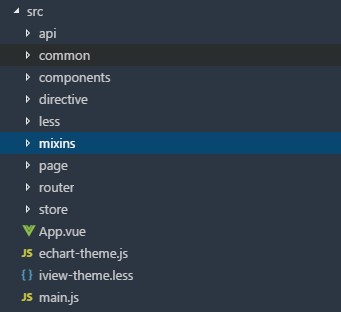 src
api
common
components
directive
less
mixins
page
router
store
App.vue
JS echart-theme.js
{ } iview-theme.less
JS main.js